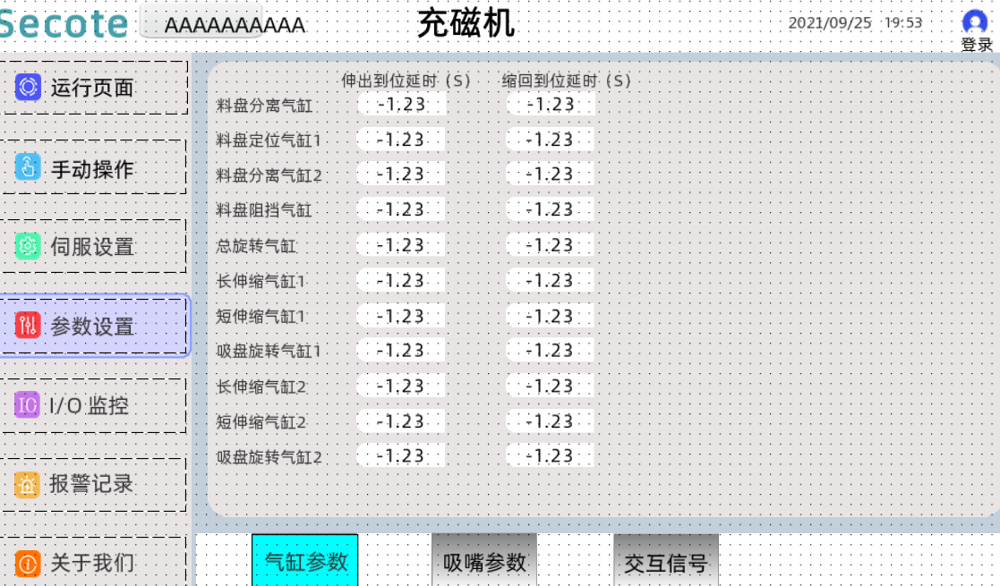 Secote AAAAAAAAAA 充磁机 2021/09/25 19:53
登录
运行页面
手动操作
伺服设置
参数设置
I/O 监控
报警记录
关于我们
伸出到位延时（S） 缩回到位延时（S）
料盘分离气缸 -1.23 -1.23
料盘定位气缸1 -1.23 -1.23
料盘分离气缸2 -1.23 -1.23
料盘阻挡气缸 -1.23 -1.23
总旋转气缸 -1.23 -1.23
长伸缩气缸1 -1.23 -1.23
短伸缩气缸1 -1.23 -1.23
吸盘旋转气缸1 -1.23 -1.23
长伸缩气缸2 -1.23 -1.23
短伸缩气缸2 -1.23 -1.23
吸盘旋转气缸2 -1.23 -1.23
气缸参数 吸嘴参数 交互信号